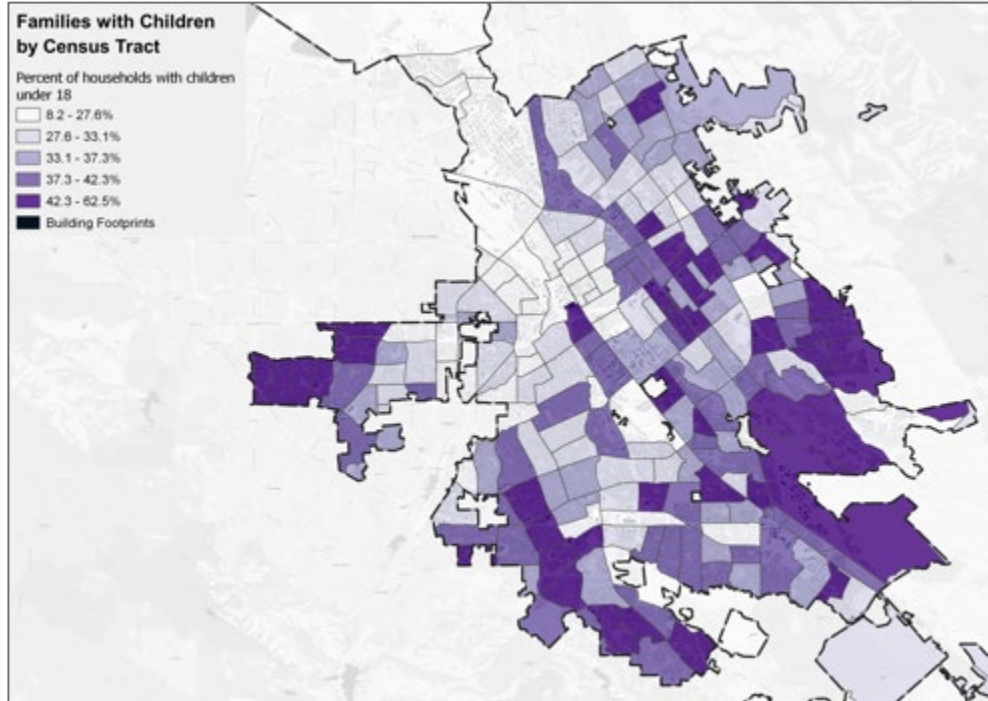 Families with Children
by Census Tract
Percent of households with children
under 18
8.2 - 27.6%
27.6 - 33.1%
33.1 - 37.3%
37.3 - 42.3%
42.3 - 62.5%
Building Footprints